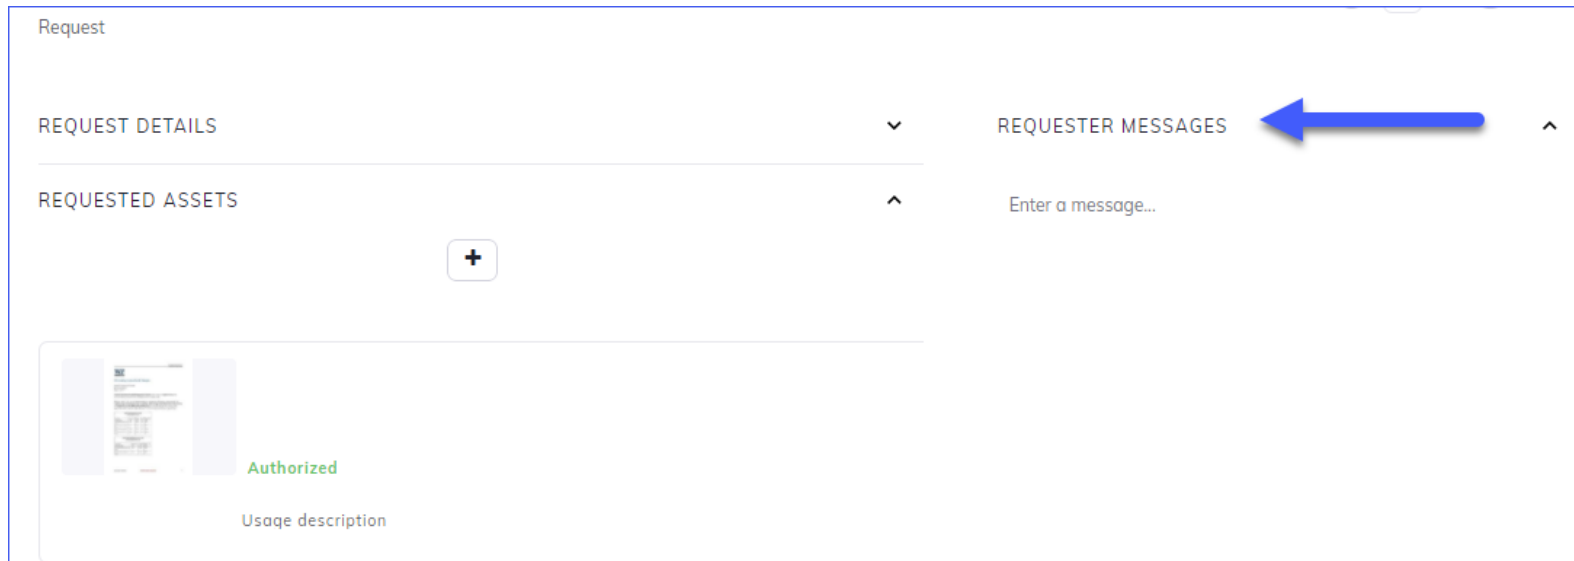 Request
REQUEST DETAILS
REQUESTED ASSETS
Authorized
Usage description
REQUESTER MESSAGES
Enter a message...